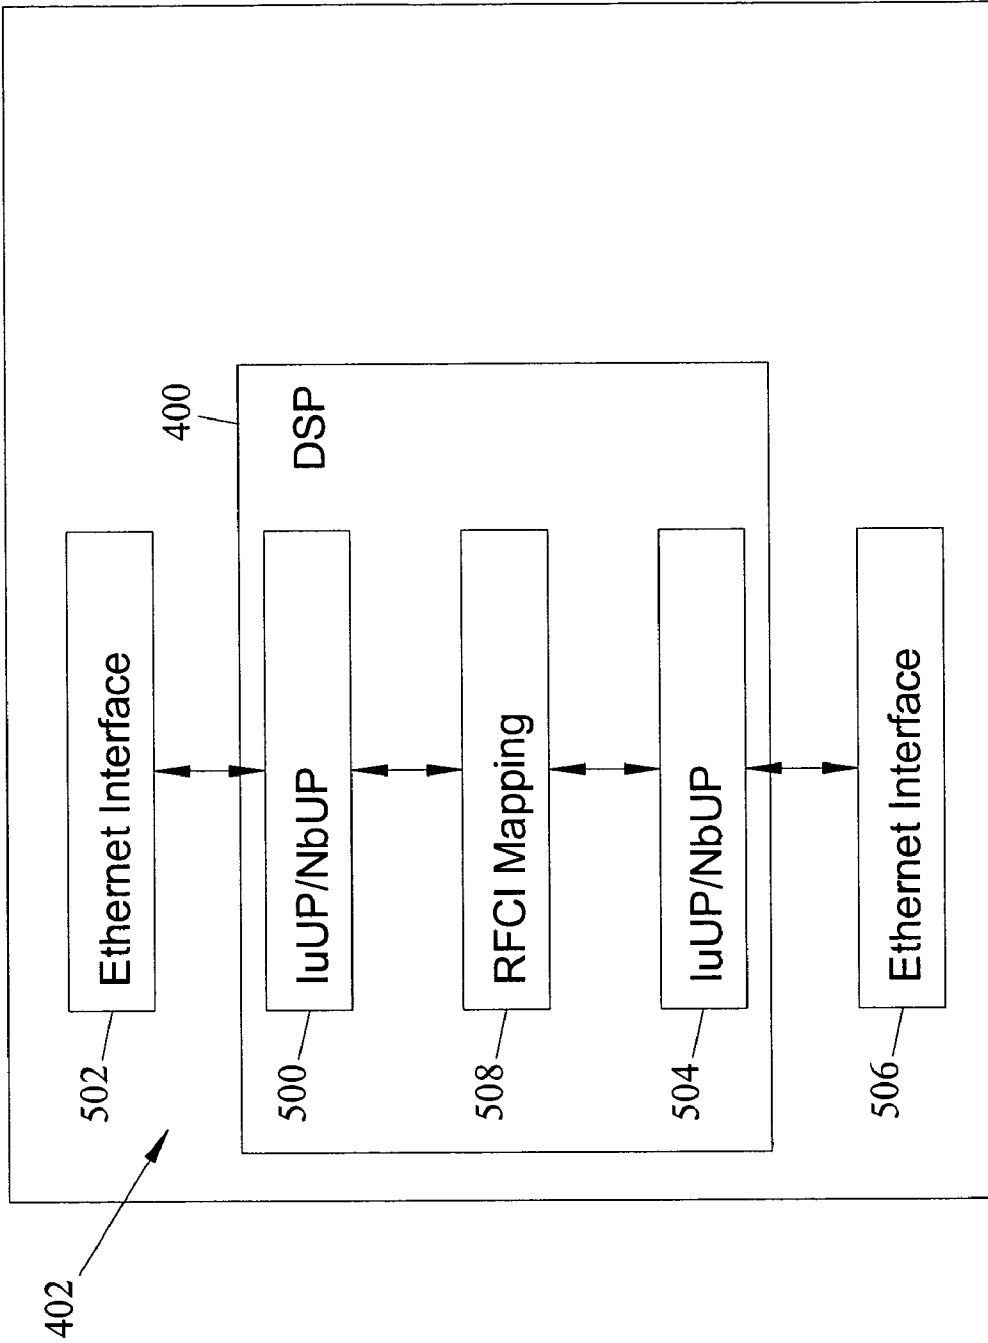 402
502
Ethernet Interface
400
DSP
500
IuUP/NbUP
508
RFCI Mapping
504
IuUP/NbUP
506
Ethernet Interface